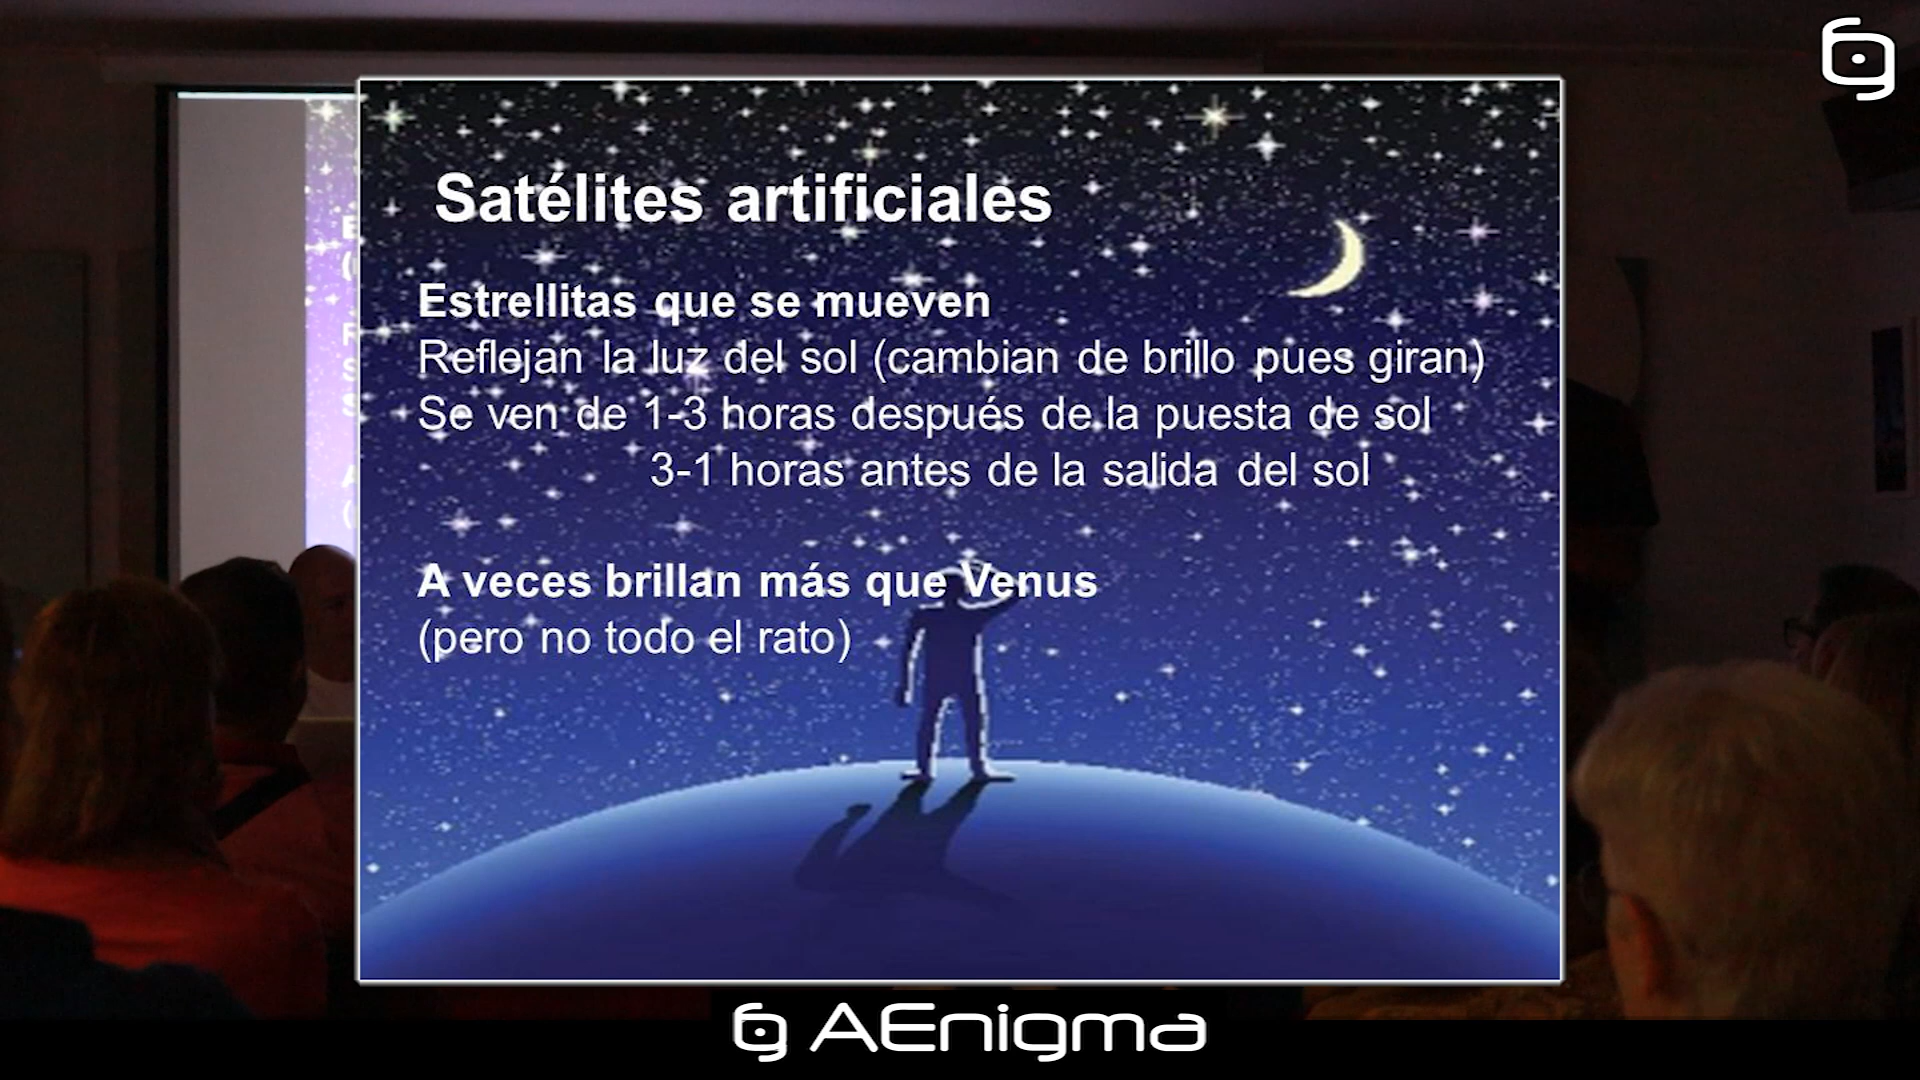 Satélites artificiales
Estrellitas que se mueven
Reflejan la luz del sol (cambian de brillo pues giran)
Se ven de 1-3 horas después de la puesta de sol
3-1 horas antes de la salida del sol
A veces brillan más que Venus
(pero no todo el rato)
AEnigma